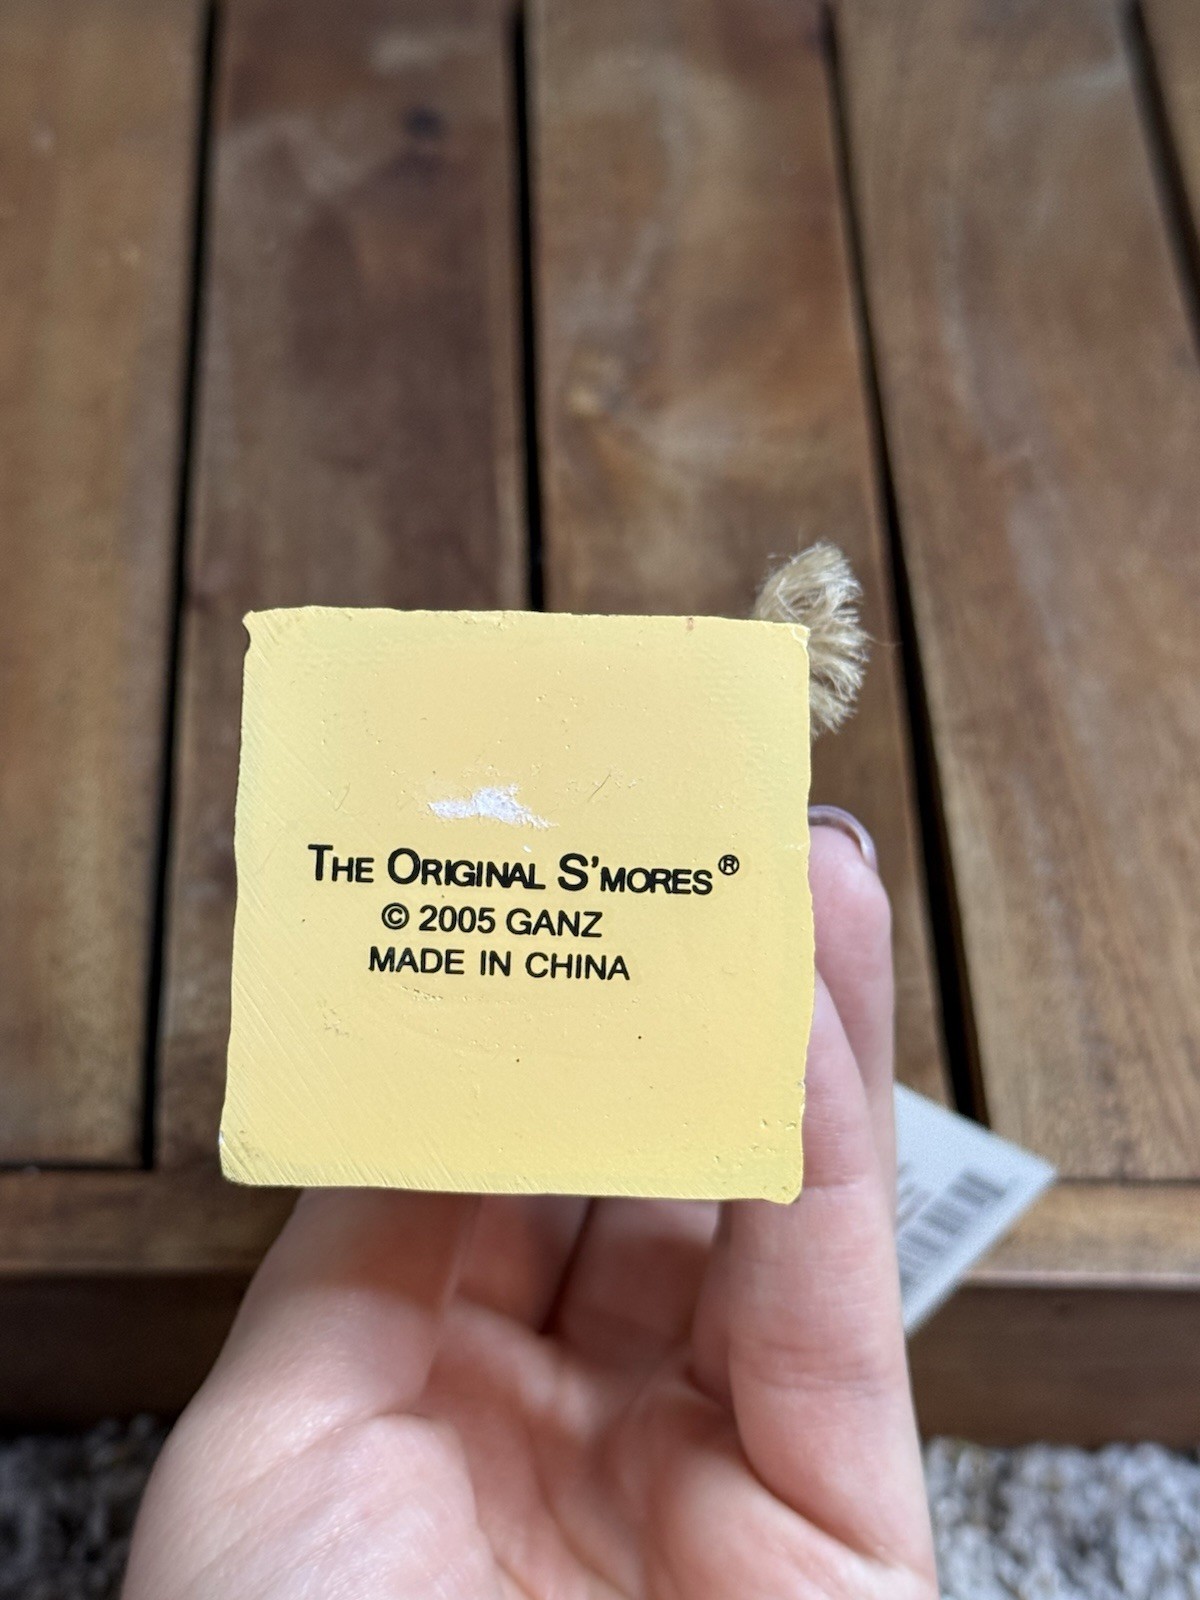 The Original S'mores®
© 2005 GANZ
MADE IN CHINA